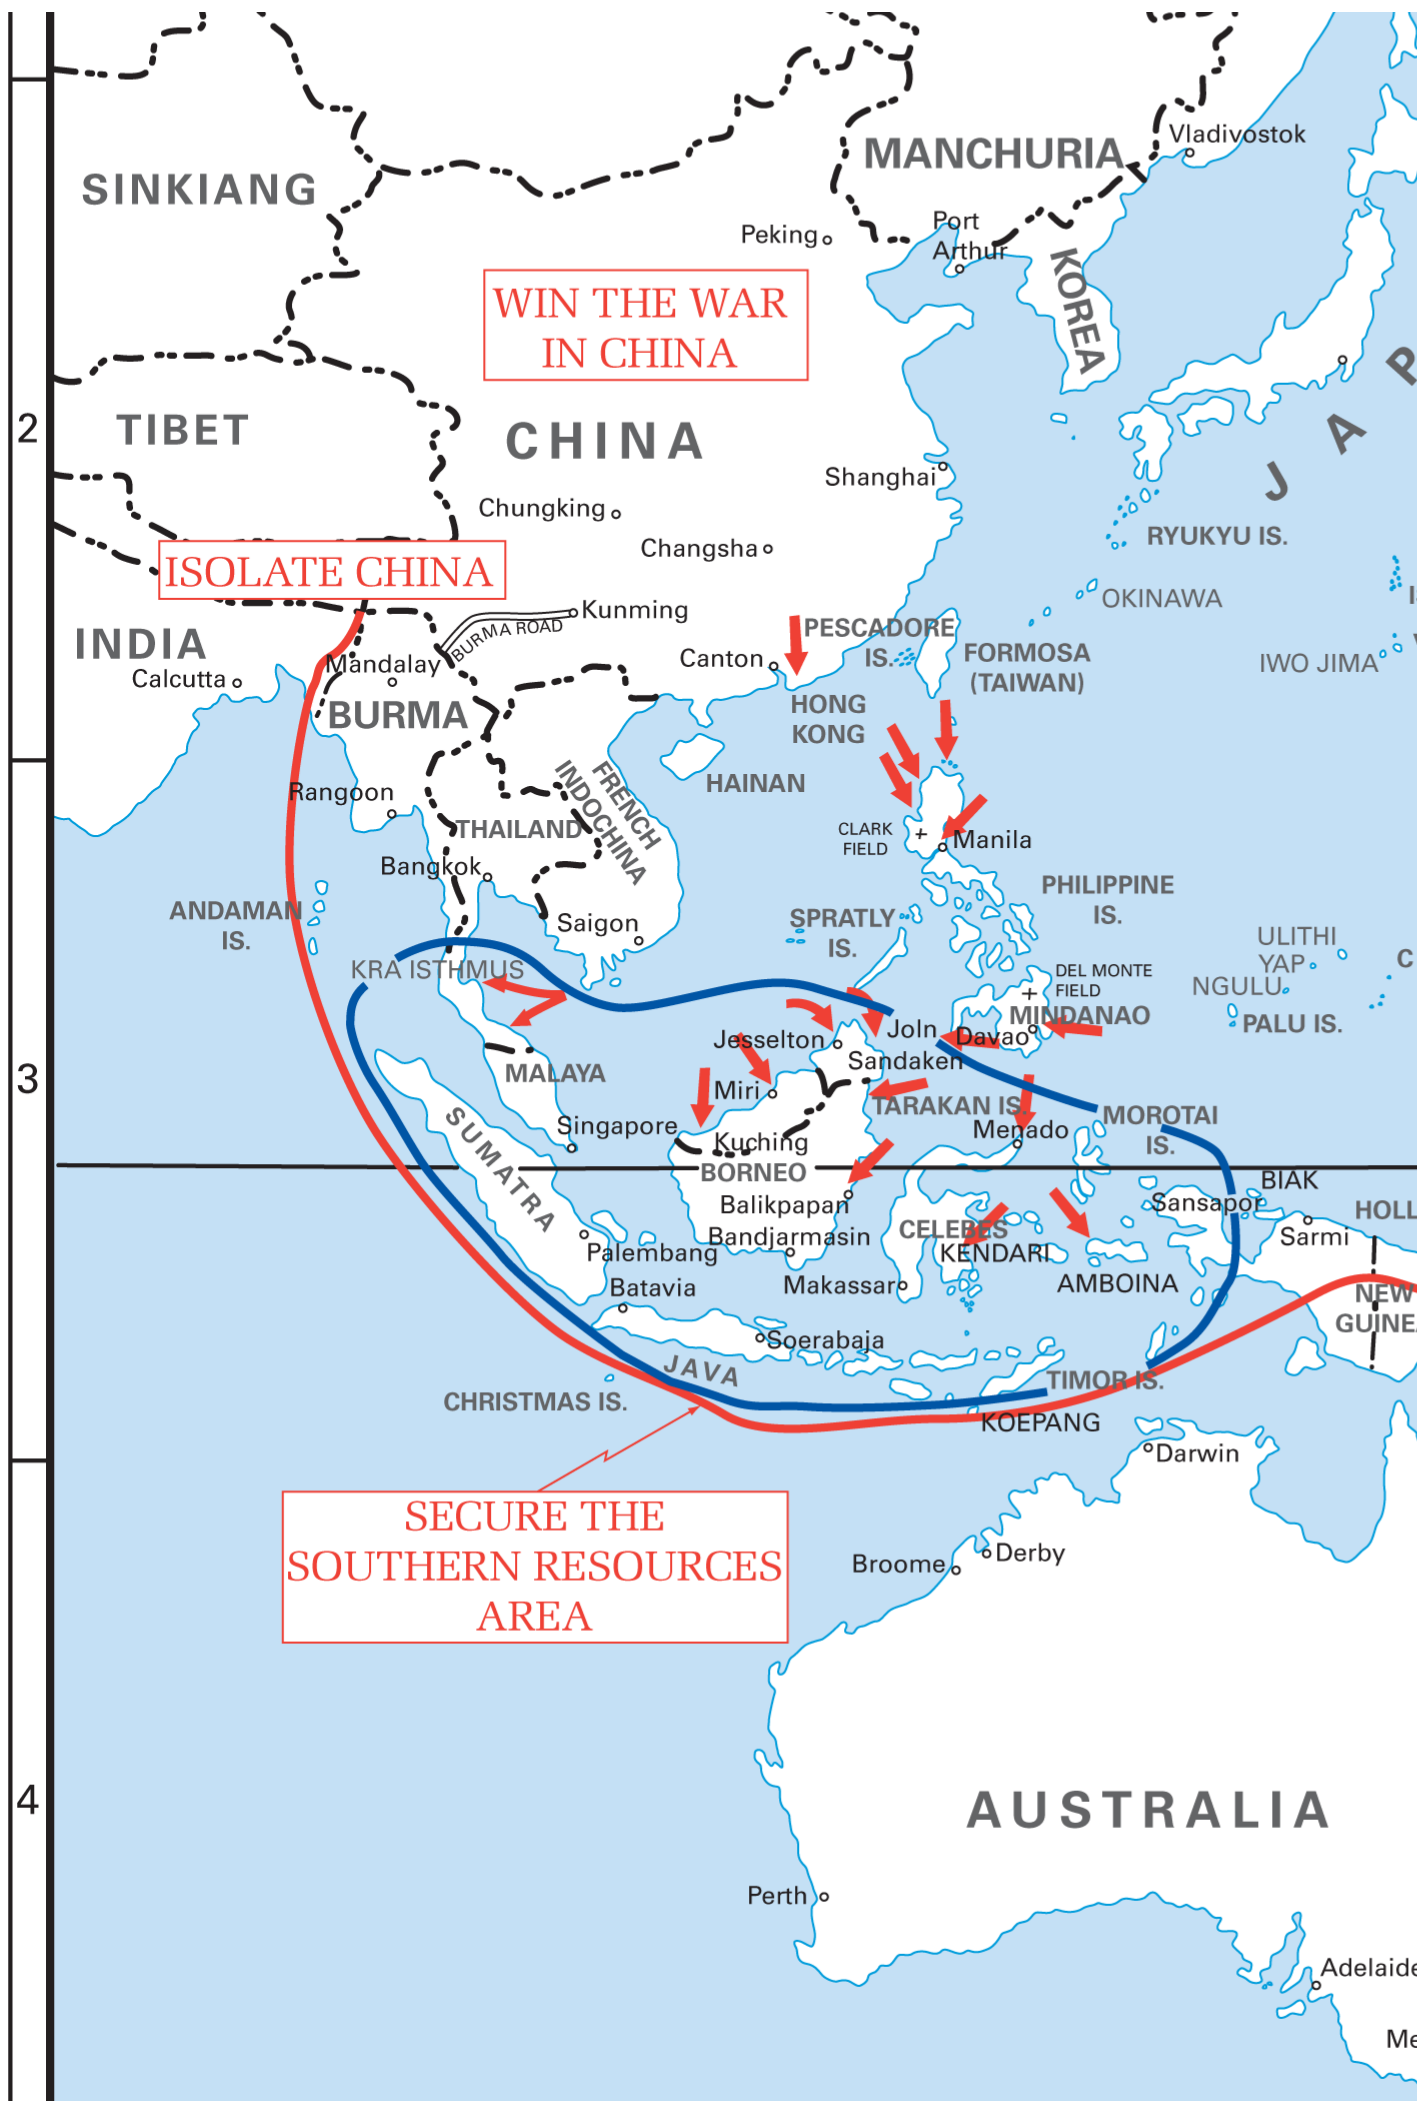 Vladivostok
MANCHURIA
SINKIANG
Port
Arthur
Peking
KOREA
WIN THE WAR
IN CHINA
J A P
2
TIBET
CHINA
Shanghai
Chungking
RYUKYU IS.
Changsha
ISOLATE CHINA
OKINAWA
I
Kunming
BURMA ROAD
PESCADORE
IS.
INDIA
Mandalay
Canton
FORMOSA
(TAIWAN)
IWO JIMA
Calcutta
HONG
KONG
BURMA
HAINAN
Rangoon
FRENCH
INDOCHINA
THAILAND
CLARK
FIELD
Manila
Bangkok
PHILIPPINE
IS.
ANDAMAN
IS.
Saigon
SPRATLY
IS.
ULITHI
YAP
C
KRA ISTHMUS
DEL MONTE
FIELD
NGULU
MINDANAO
PALU IS.
Joln
Davao
Jesselton
Sandaken
3
MALAYA
Miri
TARAKAN IS.
MOROTAI
IS.
SUMATRA
Singapore
Menado
Kuching
BORNEO
BIAK
Balikpapan
Sansapor
HOLL
Bandjarmasin
CELEBES
Sarmi
Palembang
KENDARI
Batavia
Makassar
AMBOINA
NEW
GUINE
Soerabaja
JAVA
TIMOR IS.
CHRISTMAS IS.
KOEPANG
Darwin
SECURE THE
SOUTHERN RESOURCES
AREA
Broome
Derby
4
AUSTRALIA
Perth
Adelaide
Me